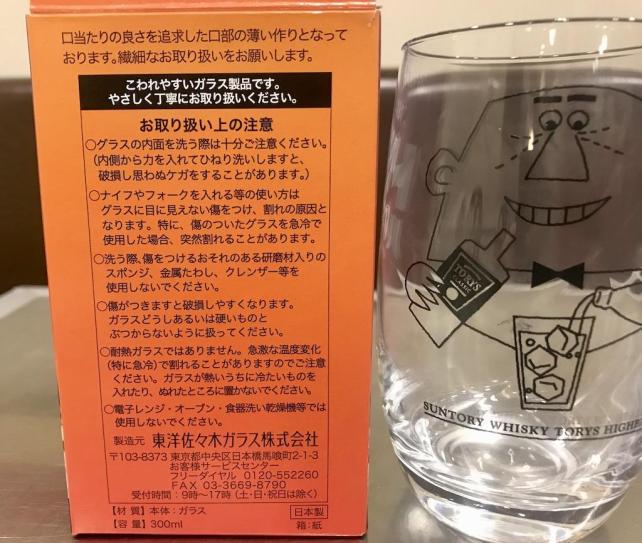 口当たりの良さを追求した口部の薄い作りとなって
おります。繊細なお取り扱いをお願いします。
こわれやすいガラス製品です。
やさしく丁寧にお取り扱いください。
お取り扱い上の注意
○グラスの内面を洗う際は十分ご注意ください。
(内側から力を入れてひねり洗いしますと、
破損し思わぬケガをすることがあります。)
○ナイフやフォークを入れる等の使い方は
グラスに目に見えない傷をつけ、割れの原因と
なります。特に、傷のついたグラスを急冷で
使用した場合、突然割れることがあります。
○洗う際、傷をつけるおそれのある研磨材入りの
スポンジ、金属たわし、クレンザー等を
使用しないでください。
○傷がつきますと破損しやすくなります。
ガラスどうしあるいは硬いものと
ぶつからないように扱ってください。
○耐熱ガラスではありません。急激な温度変化
(特に急冷)で割れることがありますのでご注意
ください。ガラスが熱いうちに冷たいものを
入れたり、ぬれたところに置かないでください。
○電子レンジ・オーブン・食器洗い乾燥機等では
使用しないでください。
製造元 東洋佐々木ガラス株式会社
〒103-8373 東京都中央区日本橋馬喰町2-1-3
お客様サービスセンター
フリーダイヤル 0120-552260
FAX 03-3669-8790
受付時間:9時〜17時(土・日・祝日は除く)
【材 質】本体:ガラス
日本製
【容 量】300ml
箱:紙
TORYS
CLASSIC
SUNTORY WHISKY TORYS HIGHB